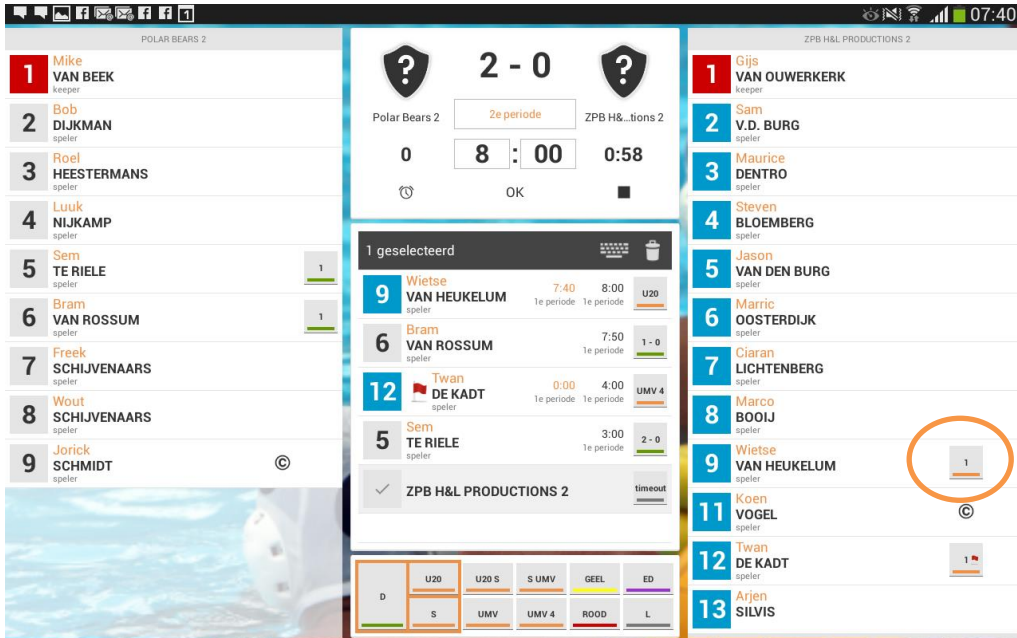 1
07:40
POLAR BEARS 2
1
Mike
VAN BEEK
keeper
2
Bob
DIJKMAN
speler
3
Roel
HEESTERMANS
speler
4
Luuk
NIJKAMP
speler
5
Sem
TE RIELE
speler
1
6
Bram
VAN ROSSUM
speler
1
7
Freek
SCHIJVENAARS
speler
8
Wout
SCHIJVENAARS
speler
9
Jorick
SCHMIDT
speler
©
?
2 - 0
?
Polar Bears 2
2e periode
ZPB H&...tions 2
0
8 : 00
0:58
OK
1 geselecteerd
9
Wietse
VAN HEUKELUM
speler
7:40
1e periode
8:00
1e periode
U20
6
Bram
VAN ROSSUM
speler
7:50
1e periode
1 - 0
12
Twan
DE KADT
speler
0:00
1e periode
4:00
1e periode
UMV 4
5
Sem
TE RIELE
speler
3:00
1e periode
2 - 0
ZPB H&L PRODUCTIONS 2
timeout
D
U20
U20 S
S UMV
GEEL
ED
S
UMV
UMV 4
ROOD
L
ZPB H&L PRODUCTIONS 2
1
Gijs
VAN OUWERKERK
keeper
2
Sam
V.D. BURG
speler
3
Maurice
DENTRO
speler
4
Steven
BLOEMBERG
speler
5
Jason
VAN DEN BURG
speler
6
Marric
OOSTERDIJK
speler
7
Ciaran
LICHTENBERG
speler
8
Marco
BOOIJ
speler
9
Wietse
VAN HEUKELUM
speler
1
11
Koen
VOGEL
speler
©
12
Twan
DE KADT
speler
1
13
Arjen
SILVIS